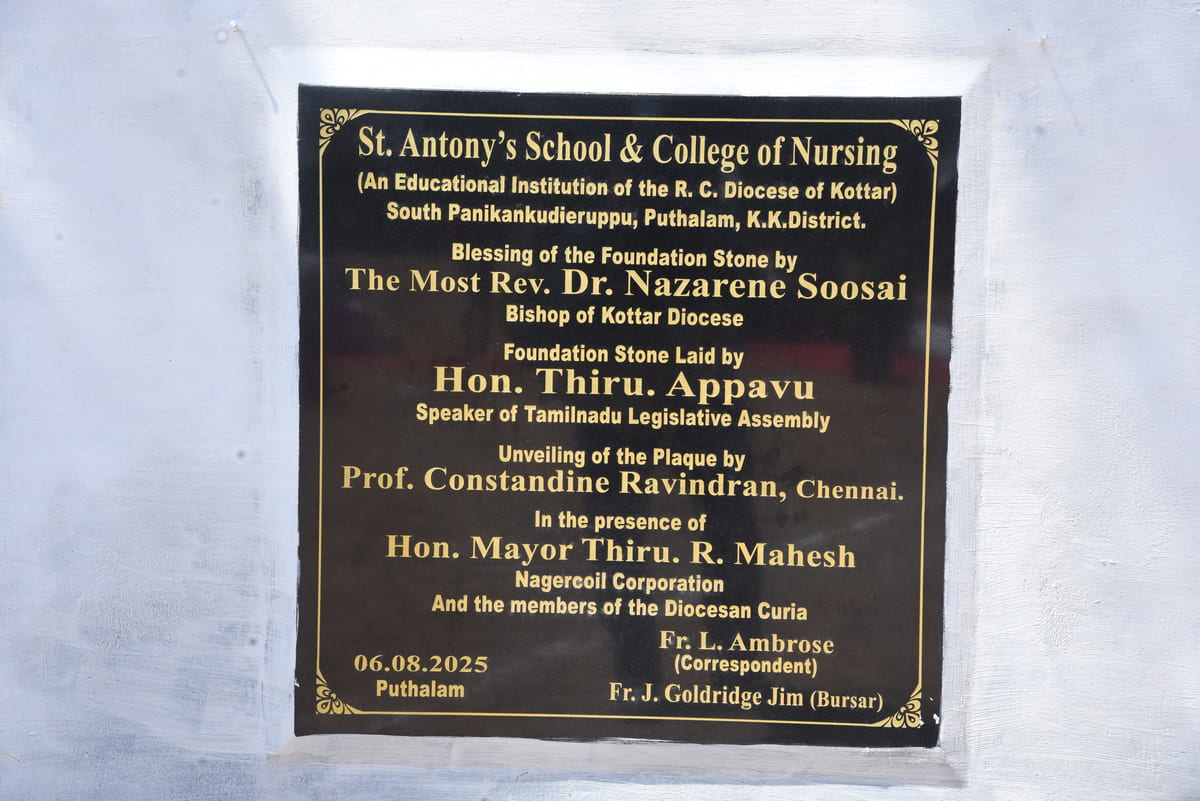 St. Antony's School & College of Nursing
(An Educational Institution of the R. C. Diocese of Kottar)
South Panikankudieruppu, Puthalam, K.K.District.
Blessing of the Foundation Stone by
The Most Rev. Dr. Nazarene Soosai
Bishop of Kottar Diocese
Foundation Stone Laid by
Hon. Thiru. Appavu
Speaker of Tamilnadu Legislative Assembly
Unveiling of the Plaque by
Prof. Constandine Ravindran, Chennai.
In the presence of
Hon. Mayor Thiru. R. Mahesh
Nagercoil Corporation
And the members of the Diocesan Curia
Fr. L. Ambrose
(Correspondent)
Fr. J. Goldridge Jim (Bursar)
06.08.2025
Puthalam